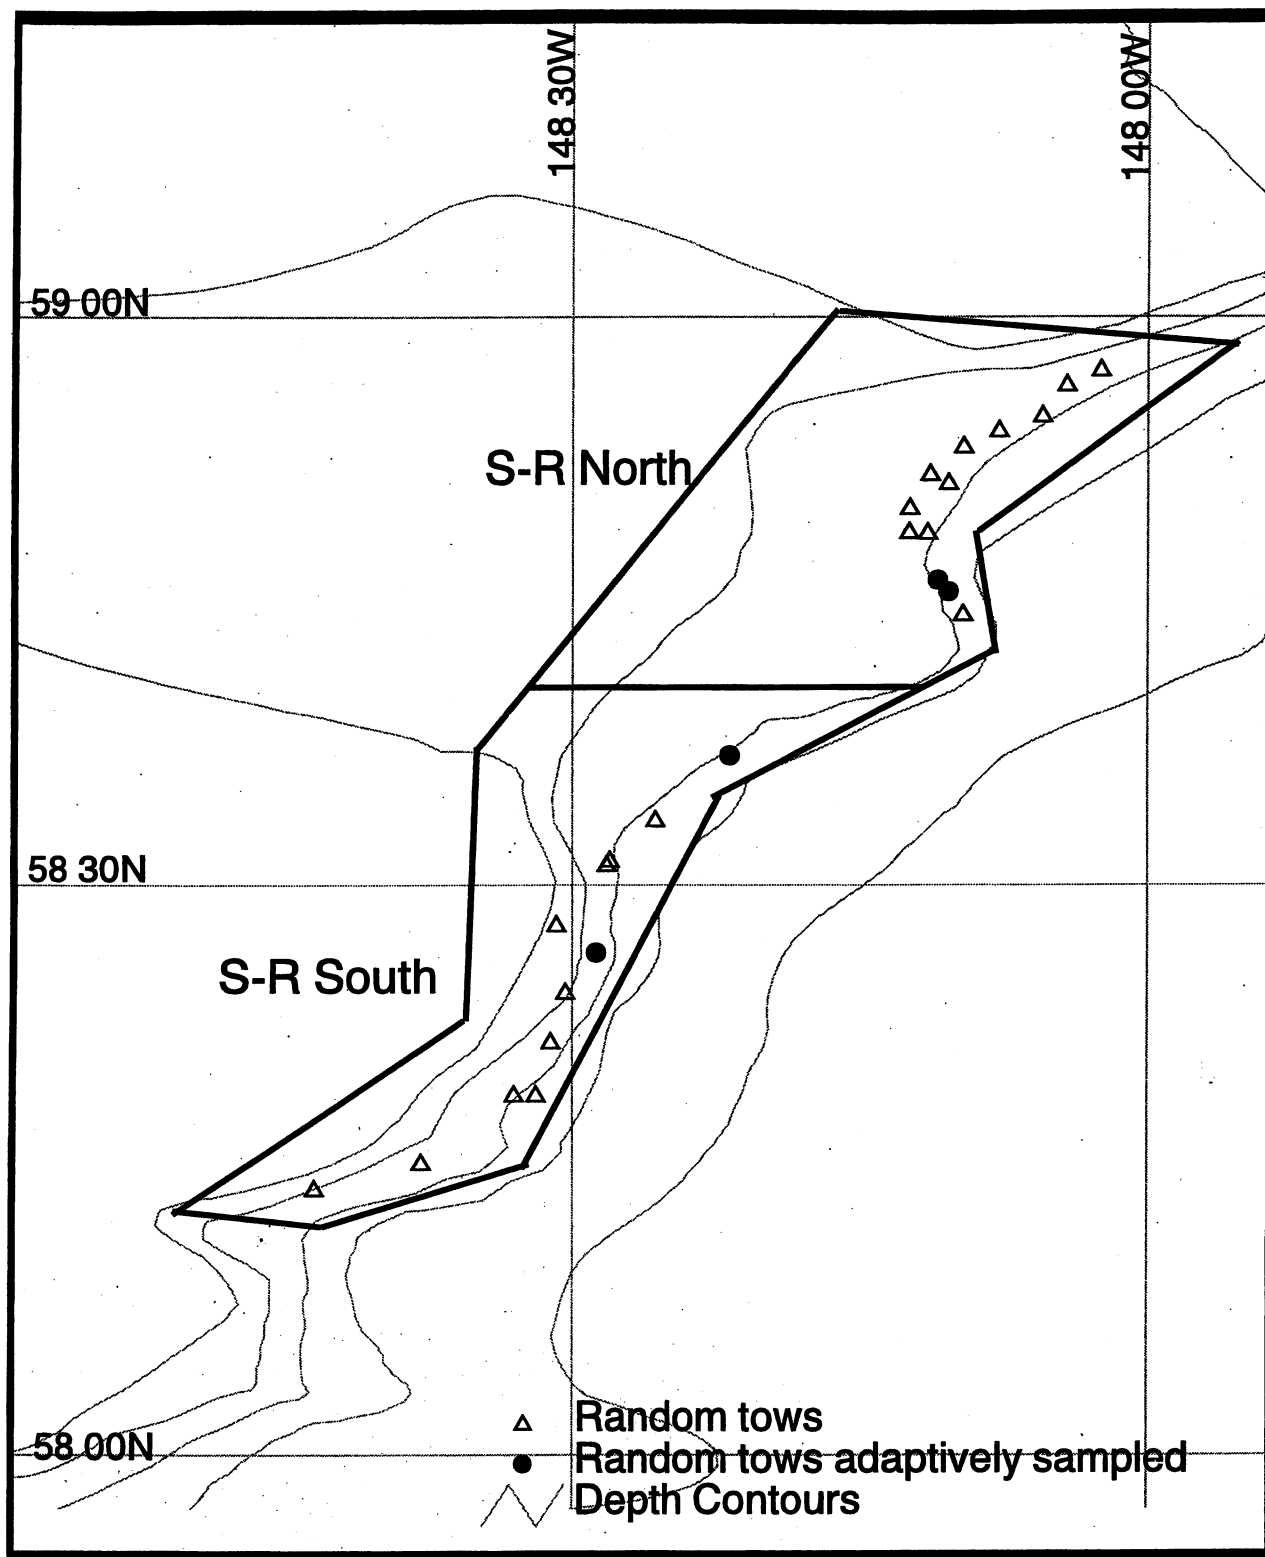 148 30W
148 00W
59 00N
S-R North
58 30N
S-R South
Random tows
58 00N
Random tows adaptively sampled
Depth Contours